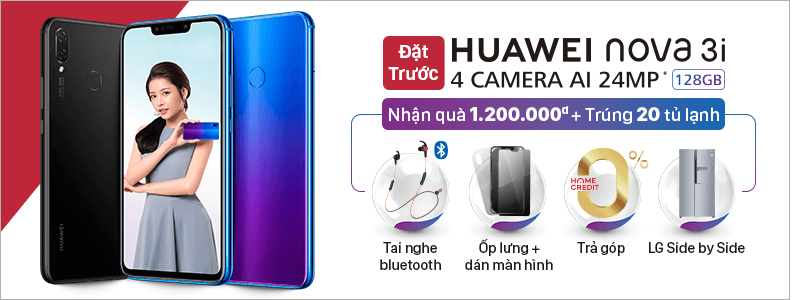 Đặt
Trước
HUAWEI nova 3i
4 CAMERA AI 24MP* 128GB
Nhận quà 1.200.000đ + Trúng 20 tủ lạnh
Tai nghe
bluetooth
Ốp lưng +
dán màn hình
0%
HOME
CREDIT
Trả góp
LG Side by Side
HUAWEI